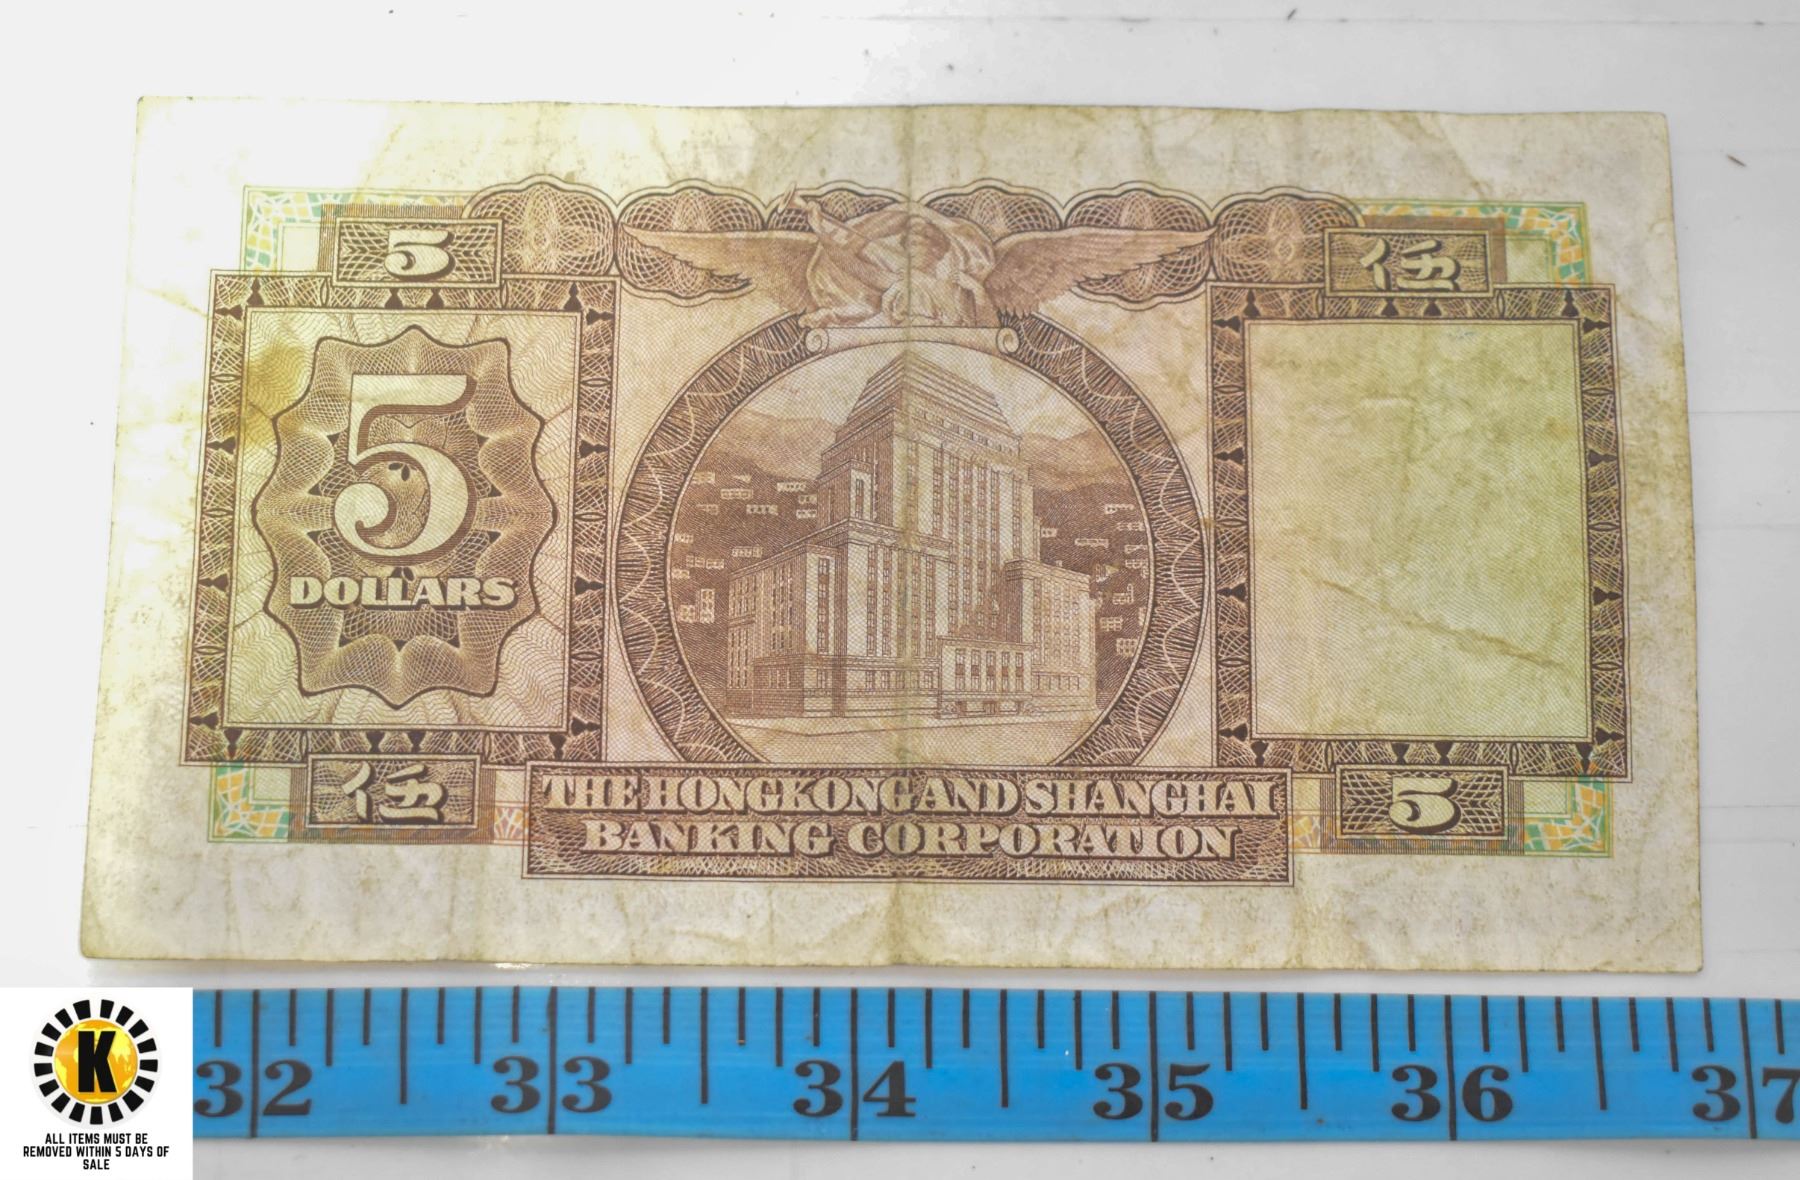 5
伍
5
DOLLARS
伍
THE HONGKONG AND SHANGHAI
BANKING CORPORATION
5
32 33 34 35 36 37
K
ALL ITEMS MUST BE
REMOVED WITHIN 5 DAYS OF
SALE